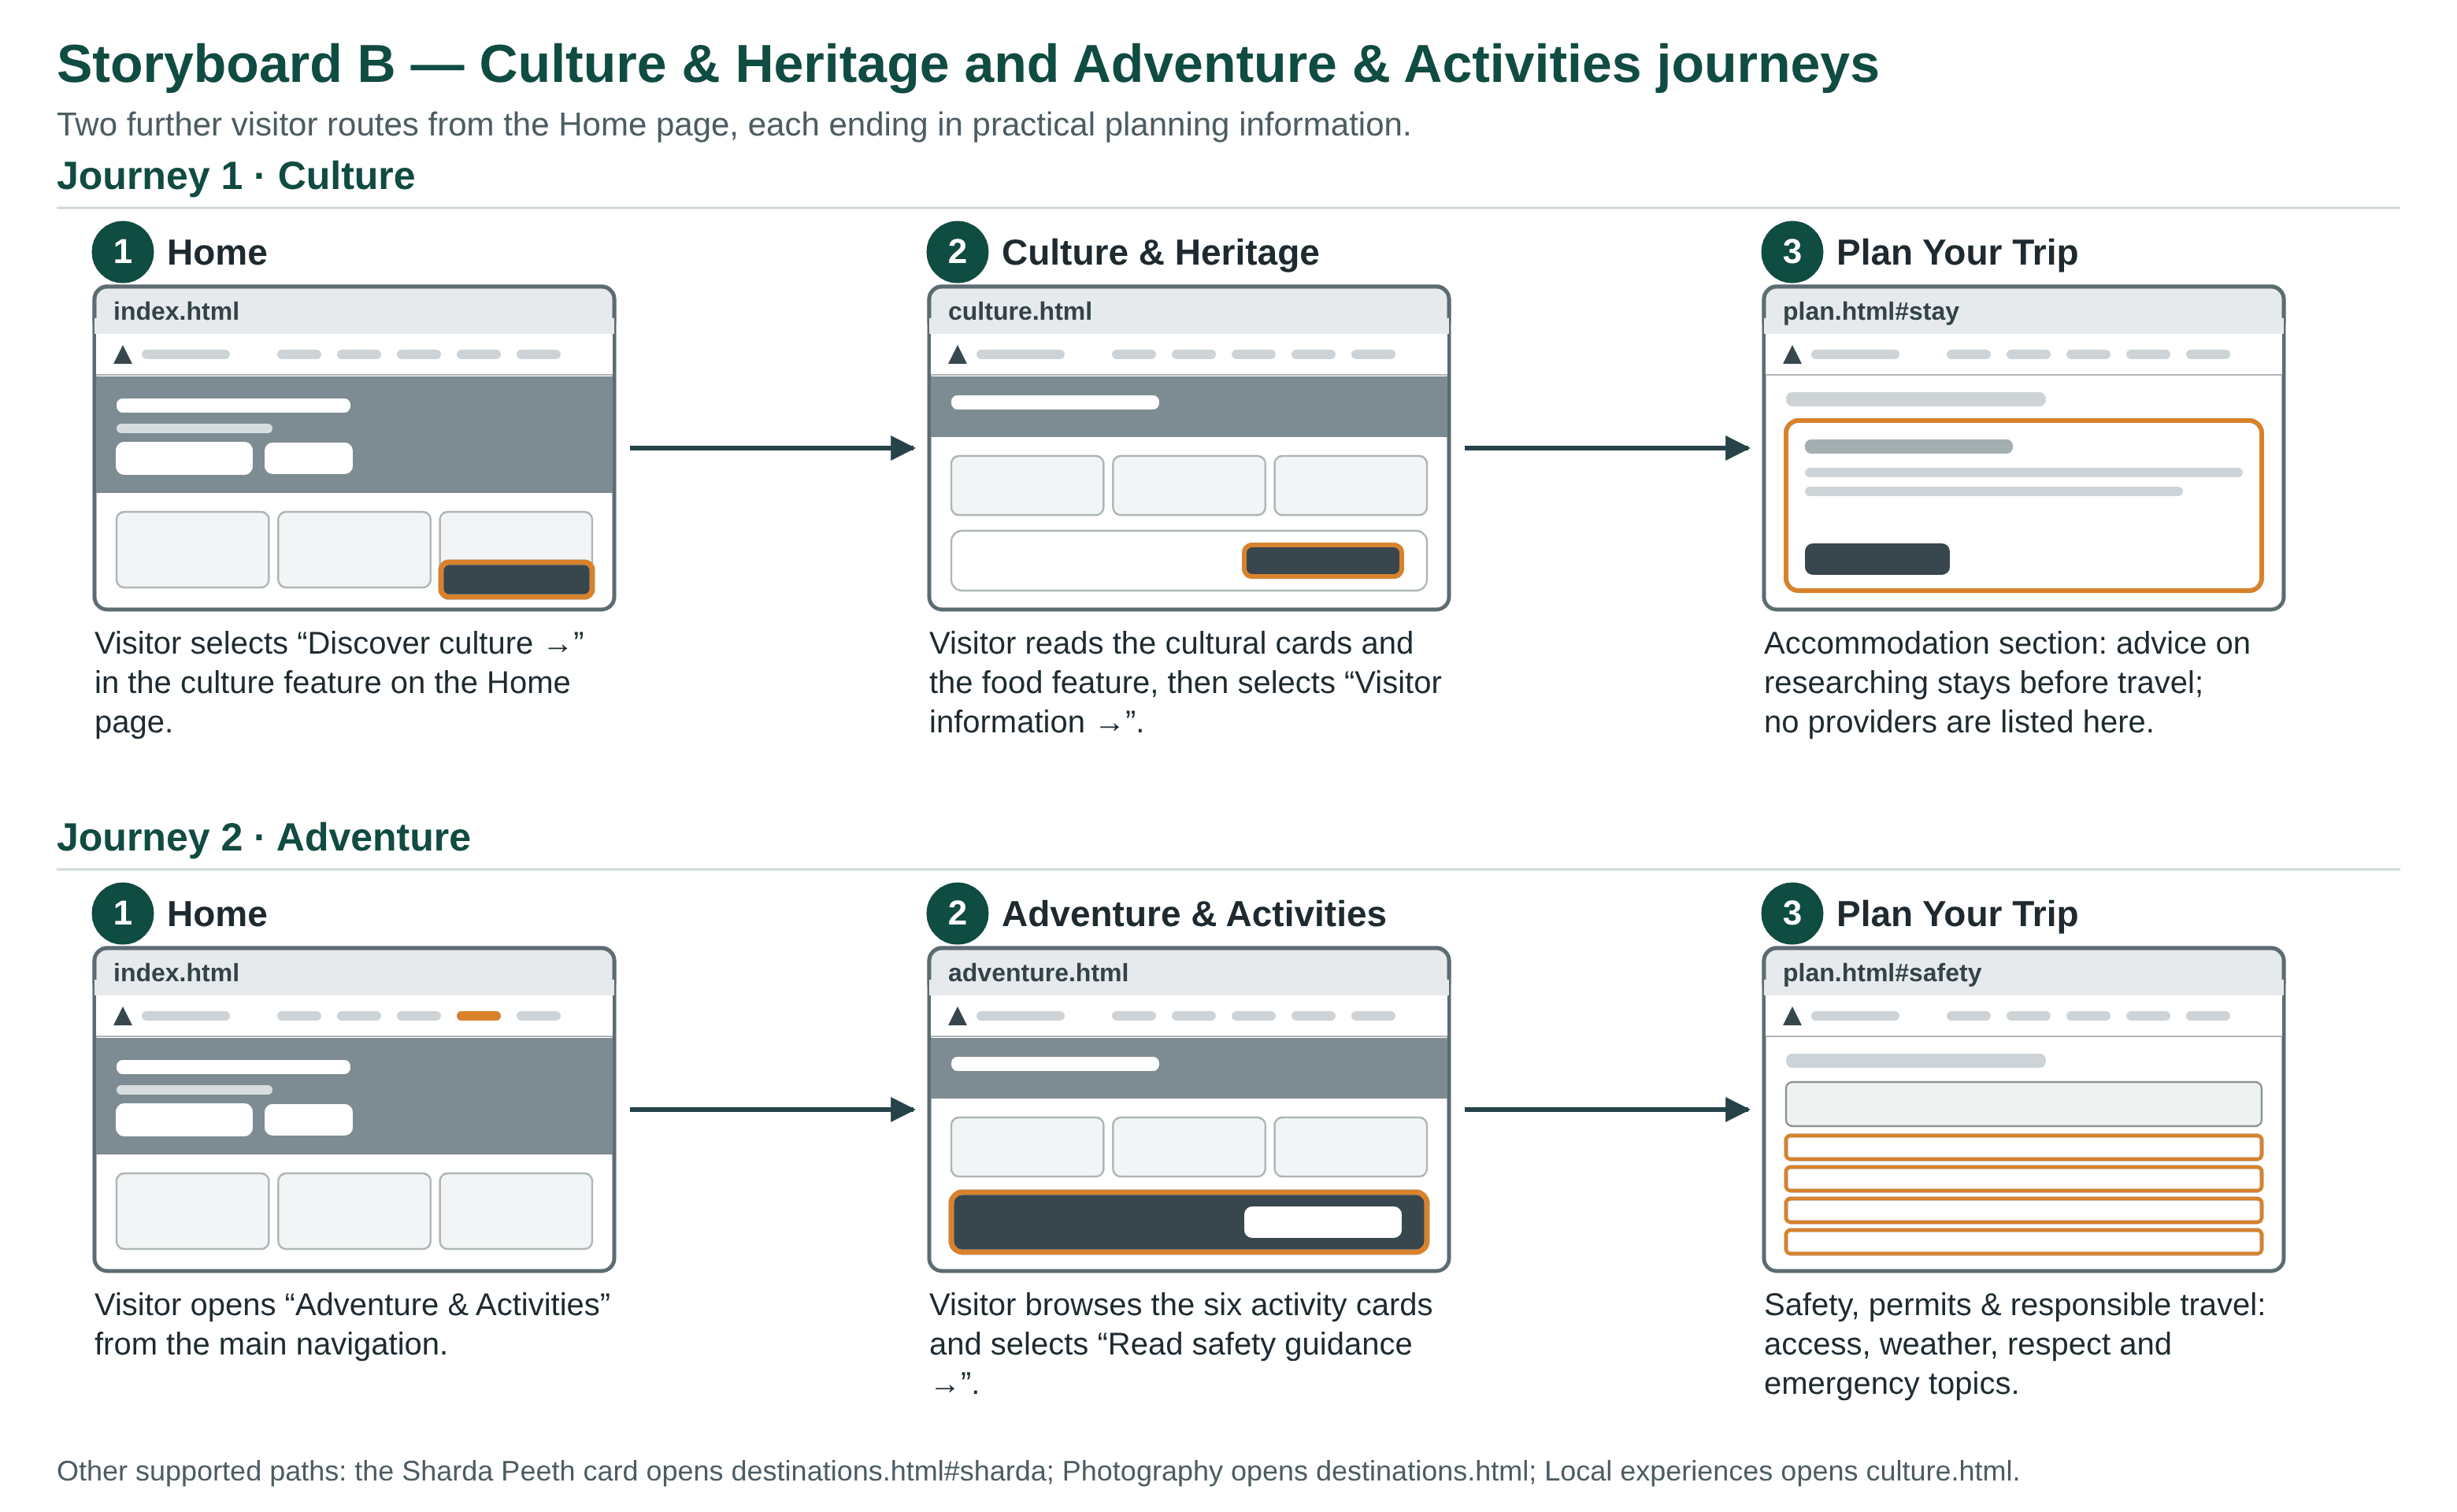 Storyboard B — Culture & Heritage and Adventure & Activities journeys
Two further visitor routes from the Home page, each ending in practical planning information.
Journey 1 · Culture
1 Home
index.html
Visitor selects “Discover culture →”
in the culture feature on the Home
page.
2 Culture & Heritage
culture.html
Visitor reads the cultural cards and
the food feature, then selects “Visitor
information →”.
3 Plan Your Trip
plan.html#stay
Accommodation section: advice on
researching stays before travel;
no providers are listed here.
Journey 2 · Adventure
1 Home
index.html
Visitor opens “Adventure & Activities”
from the main navigation.
2 Adventure & Activities
adventure.html
Visitor browses the six activity cards
and selects “Read safety guidance
→”.
3 Plan Your Trip
plan.html#safety
Safety, permits & responsible travel:
access, weather, respect and
emergency topics.
Other supported paths: the Sharda Peeth card opens destinations.html#sharda; Photography opens destinations.html; Local experiences opens culture.html.